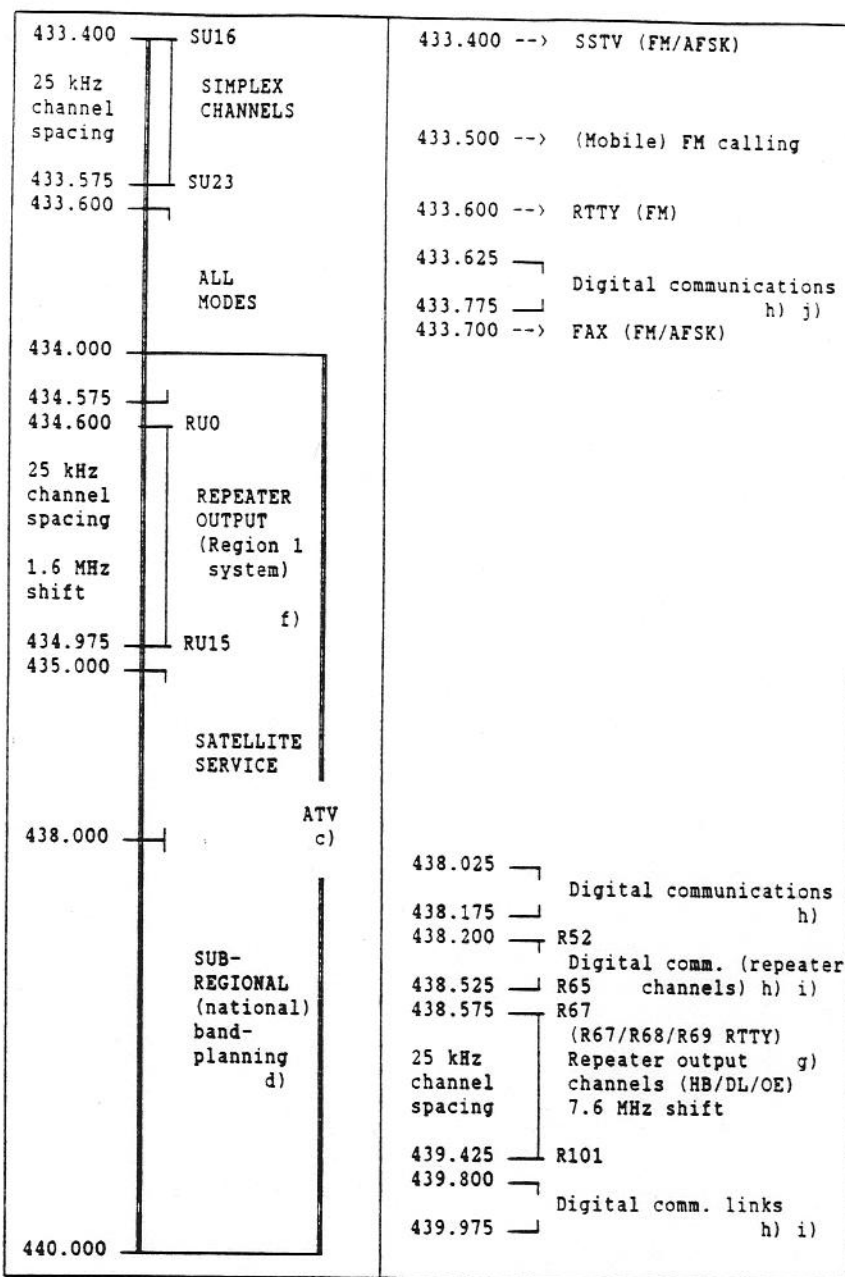 433.400 SU16
25 kHz SIMPLEX
channel CHANNELS
spacing
433.575 SU23
433.600
ALL
MODES
434.000
434.575
434.600 RU0
25 kHz
channel REPEATER
spacing OUTPUT
(Region 1
1.6 MHz system)
shift
f)
434.975 RU15
435.000
SATELLITE
SERVICE
ATV
438.000 c)
SUB-
REGIONAL
(national)
band-
planning
d)
440.000
433.400 --> SSTV (FM/AFSK)
433.500 --> (Mobile) FM calling
433.600 --> RTTY (FM)
433.625
Digital communications
433.775 h) j)
433.700 --> FAX (FM/AFSK)
438.025
Digital communications
438.175 h)
438.200 R52
Digital comm. (repeater
438.525 R65 channels) h) i)
438.575 R67
(R67/R68/R69 RTTY)
25 kHz Repeater output g)
channel channels (HB/DL/OE)
spacing 7.6 MHz shift
439.425 R101
439.800
Digital comm. links
439.975 h) i)